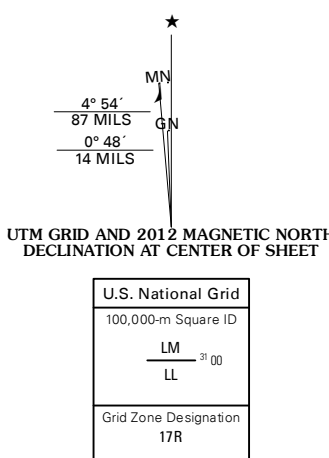 ★
MN
4° 54´
87 MILS
GN
0° 48´
14 MILS
UTM GRID AND 2012 MAGNETIC NORTH
DECLINATION AT CENTER OF SHEET
U.S. National Grid
100,000-m Square ID
LM
31 00
LL
Grid Zone Designation
17R